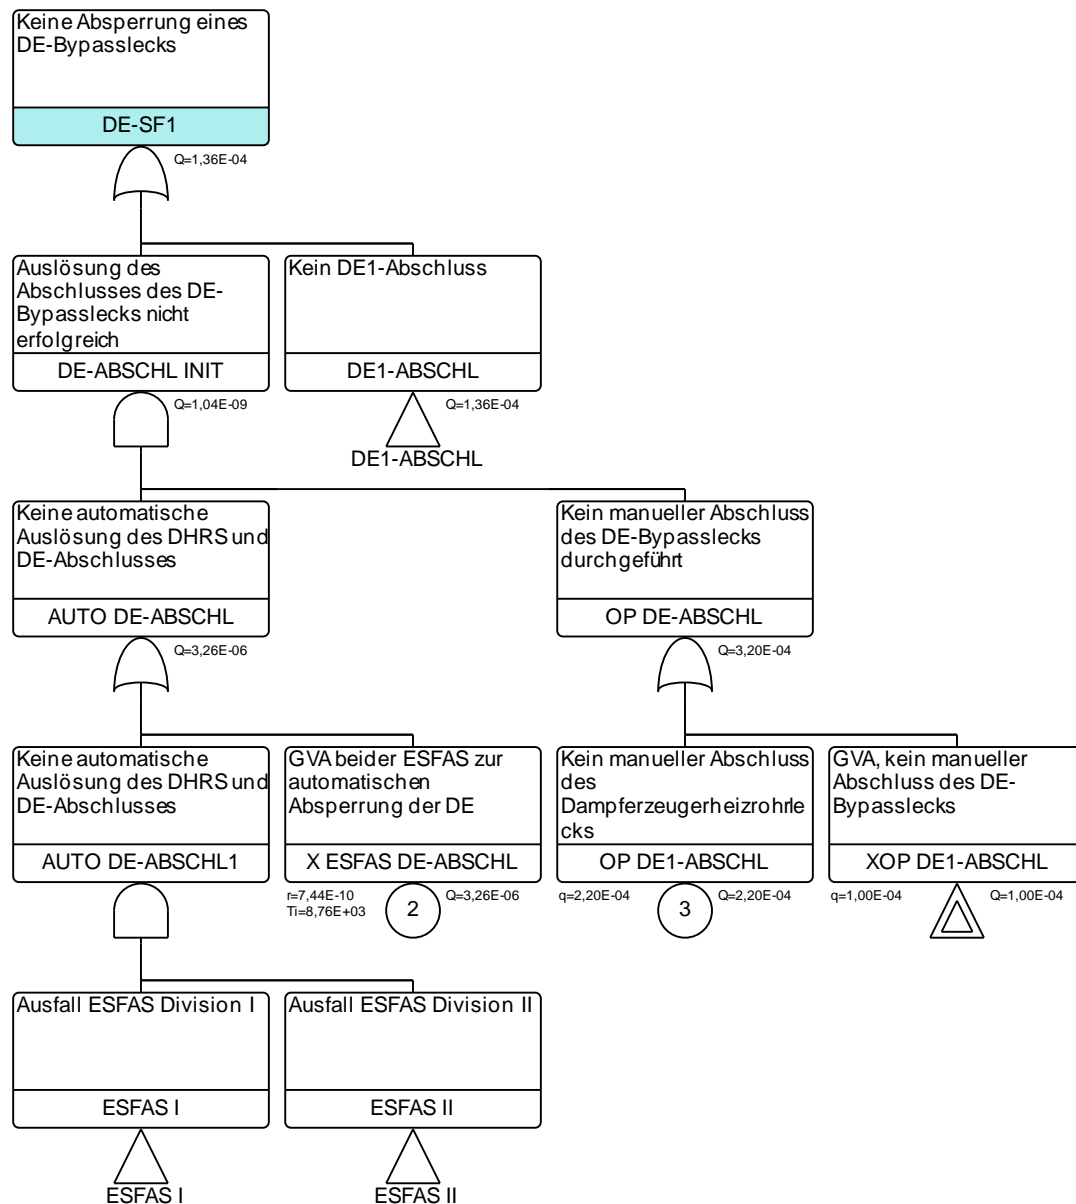 Keine Absperrung eines
DE-Bypasslecks
DE-SF1
Q=1,36E-04
Auslösung des
Abschlusses des DE-
Bypasslecks nicht
erfolgreich
DE-ABSCHL INIT
Q=1,04E-09
Kein DE1-Abschluss
DE1-ABSCHL
Q=1,36E-04
DE1-ABSCHL
Keine automatische
Auslösung des DHRS und
DE-Abschlusses
AUTO DE-ABSCHL
Q=3,26E-06
Kein manueller Abschluss
des DE-Bypasslecks
durchgeführt
OP DE-ABSCHL
Q=3,20E-04
Keine automatische
Auslösung des DHRS und
DE-Abschlusses
AUTO DE-ABSCHL1
GVA beider ESFAS zur
automatischen
Absperrung der DE
X ESFAS DE-ABSCHL
r=7,44E-10
Ti=8,76E+03
2
Q=3,26E-06
Kein manueller Abschluss
des
Dampferzeugerheizrohrle
cks
OP DE1-ABSCHL
q=2,20E-04
3
Q=2,20E-04
GVA, kein manueller
Abschluss des DE-
Bypasslecks
XOP DE1-ABSCHL
q=1,00E-04
Q=1,00E-04
Ausfall ESFAS Division I
ESFAS I
ESFAS I
Ausfall ESFAS Division II
ESFAS II
ESFAS II